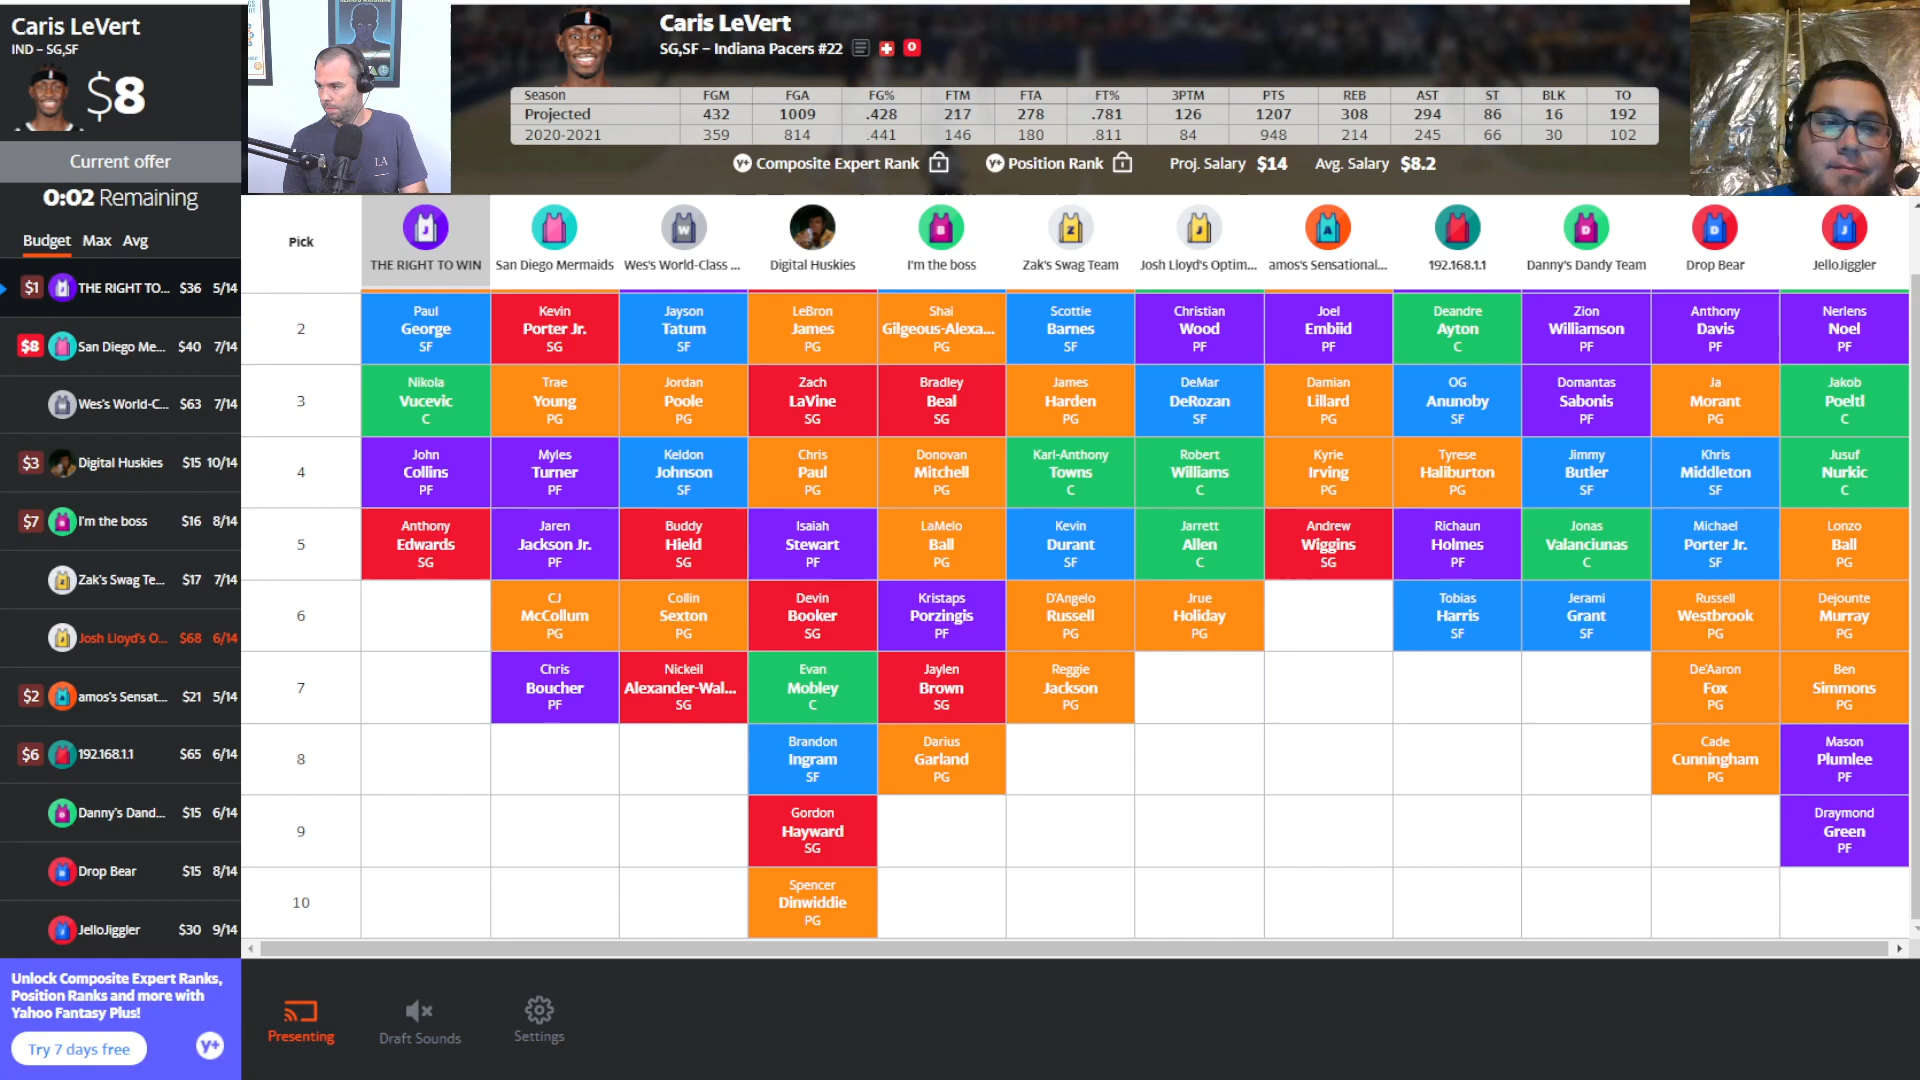 Caris LeVert
IND – SG,SF
$8
Current offer
0:02 Remaining
Budget Max Avg
$1 J THE RIGHT TO... $36 5/14
$8 San Diego Me... $40 7/14
W Wes's World-C... $63 7/14
$3 Digital Huskies $15 10/14
$7 B I'm the boss $16 8/14
Z Zak's Swag Te... $17 7/14
J Josh Lloyd's O... $68 6/14
$2 A amos's Sensat... $21 5/14
$6 192.168.1.1 $65 6/14
D Danny's Dand... $15 6/14
D Drop Bear $15 8/14
J JelloJiggler $30 9/14
Unlock Composite Expert Ranks,
Position Ranks and more with
Yahoo Fantasy Plus!
Try 7 days free y+
LA
Caris LeVert
SG,SF – Indiana Pacers #22 O
Season FGM FGA FG% FTM FTA FT% 3PTM PTS REB AST ST BLK TO
Projected 432 1009 .428 217 278 .781 126 1207 308 294 86 16 192
2020-2021 359 814 .441 146 180 .811 84 948 214 245 66 30 102
Y+ Composite Expert Rank Y+ Position Rank Proj. Salary $14 Avg. Salary $8.2
J W B Z J A D D J
Pick THE RIGHT TO WIN San Diego Mermaids Wes's World-Class ... Digital Huskies I'm the boss Zak's Swag Team Josh Lloyd's Optim... amos's Sensational... 192.168.1.1 Danny's Dandy Team Drop Bear JelloJiggler
Paul Kevin Jayson LeBron Shai Scottie Christian Joel Deandre Zion Anthony Nerlens
2 George Porter Jr. Tatum James Gilgeous-Alexa... Barnes Wood Embiid Ayton Williamson Davis Noel
SF SG SF PG PG SF PF PF C PF PF PF
Nikola Trae Jordan Zach Bradley James DeMar Damian OG Domantas Ja Jakob
3 Vucevic Young Poole LaVine Beal Harden DeRozan Lillard Anunoby Sabonis Morant Poeltl
C PG PG SG SG PG SF PG SF PF PG C
John Myles Keldon Chris Donovan Karl-Anthony Robert Kyrie Tyrese Jimmy Khris Jusuf
4 Collins Turner Johnson Paul Mitchell Towns Williams Irving Haliburton Butler Middleton Nurkic
PF PF SF PG PG C C PG PG SF SF C
Anthony Jaren Buddy Isaiah LaMelo Kevin Jarrett Andrew Richaun Jonas Michael Lonzo
5 Edwards Jackson Jr. Hield Stewart Ball Durant Allen Wiggins Holmes Valanciunas Porter Jr. Ball
SG PF SG PF PG SF C SG PF C SF PG
CJ Collin Devin Kristaps D'Angelo Jrue Tobias Jerami Russell Dejounte
6 McCollum Sexton Booker Porzingis Russell Holiday Harris Grant Westbrook Murray
PG PG SG PF PG PG SF SF PG PG
Chris Nickeil Evan Jaylen Reggie De'Aaron Ben
7 Boucher Alexander-Wal... Mobley Brown Jackson Fox Simmons
PF SG C SG PG PG PG
Brandon Darius Cade Mason
8 Ingram Garland Cunningham Plumlee
SF PG PG PF
Gordon Draymond
9 Hayward Green
SG PF
Spencer
10 Dinwiddie
PG
Presenting Draft Sounds Settings